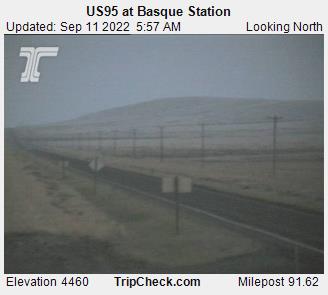 US95 at Basque Station
Updated: Sep 11 2022  5:57 AM Looking North
Elevation 4460 TripCheck.com Milepost 91.62